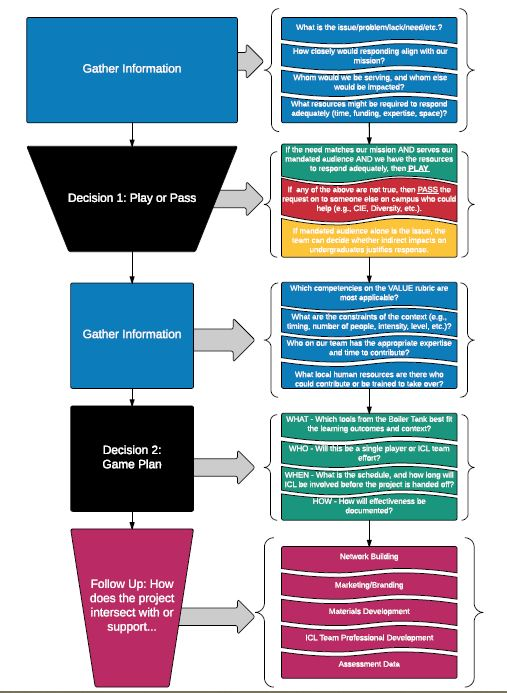 Gather Information
What is the issue/problem/lack/need/etc.?
How closely would responding align with our
mission?
Whom would we be serving, and whom else
would be impacted?
What resources might be required to respond
adequately (time, funding, expertise, space)?
Decision 1: Play or Pass
If the need matches our mission AND serves our
mandated audience AND we have the resources
to respond adequately, then PLAY
If any of the above are not true, then PASS the
request on to someone else on campus who could
help (e.g., CIE, Diversity, etc.).
If mandated audience alone is the issue, the
team can decide whether indirect impacts on
undergraduates justifies response.
Gather Information
Which competencies on the VALUE rubric are
most applicable?
What are the constraints of the context (e.g.,
timing, number of people, intensity, level, etc.)?
Who on our team has the appropriate expertise
and time to contribute?
What local human resources are there who
could contribute or be trained to take over?
Decision 2:
Game Plan
WHAT - Which tools from the Boiler Tank best fit
the learning outcomes and context?
WHO - Will this be a single player or ICL team
effort?
WHEN - What is the schedule, and how long will
ICL be involved before the project is handed off?
HOW - How will effectiveness be
documented?
Follow Up: How
does the project
intersect with or
support...
Network Building
Marketing/Branding
Materials Development
ICL Team Professional Development
Assessment Data